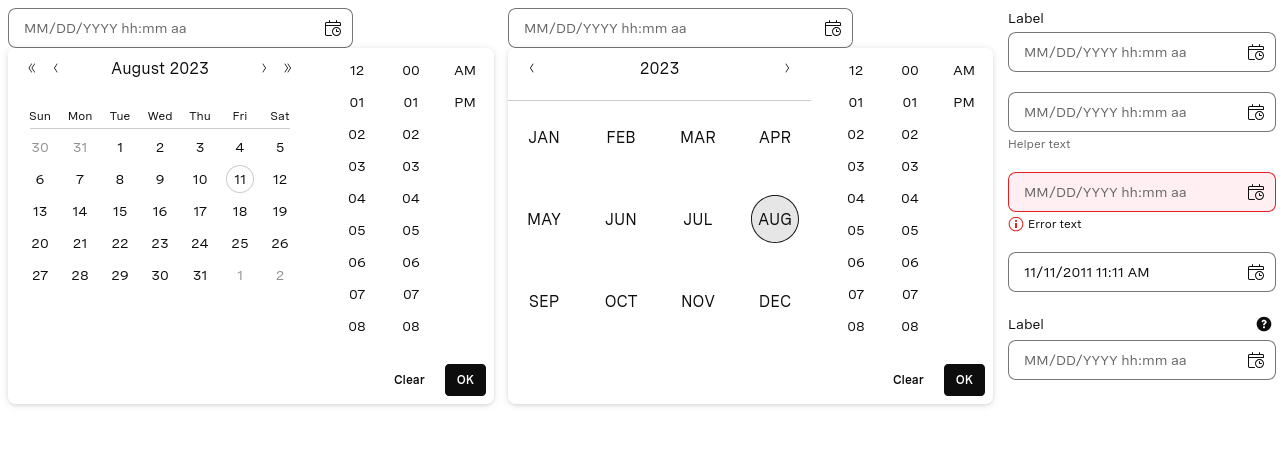 MM/DD/YYYY hh:mm aa
« ‹ August 2023 › »
Sun Mon Tue Wed Thu Fri Sat
30 31 1 2 3 4 5
6 7 8 9 10 11 12
13 14 15 16 17 18 19
20 21 22 23 24 25 26
27 28 29 30 31 1 2
12 00 AM
01 01 PM
02 02
03 03
04 04
05 05
06 06
07 07
08 08
Clear OK
MM/DD/YYYY hh:mm aa
‹ 2023 ›
JAN FEB MAR APR
MAY JUN JUL AUG
SEP OCT NOV DEC
12 00 AM
01 01 PM
02 02
03 03
04 04
05 05
06 06
07 07
08 08
Clear OK
Label
MM/DD/YYYY hh:mm aa
MM/DD/YYYY hh:mm aa
Helper text
MM/DD/YYYY hh:mm aa
Error text
11/11/2011 11:11 AM
Label ?
MM/DD/YYYY hh:mm aa